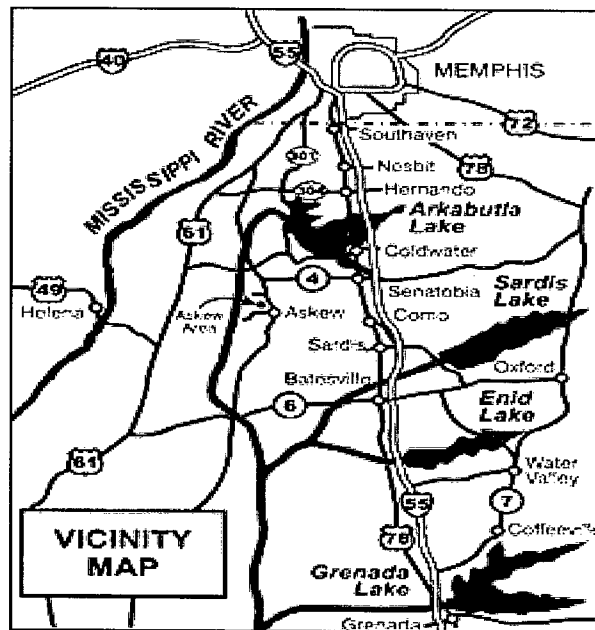 40
55
MEMPHIS
MISSISSIPPI RIVER
72
Southaven
78
301
Nesbit
304
Hernando
61
Arkabutla
Lake
Coldwater
49
4
Senatobia
Sardis
Lake
Helena
Askew
Area
Askew
Como
Sardis
Batesville
Oxford
6
Enid
Lake
61
Water
Valley
55
7
VICINITY
MAP
78
Coffeeville
Grenada
Lake
Grenada